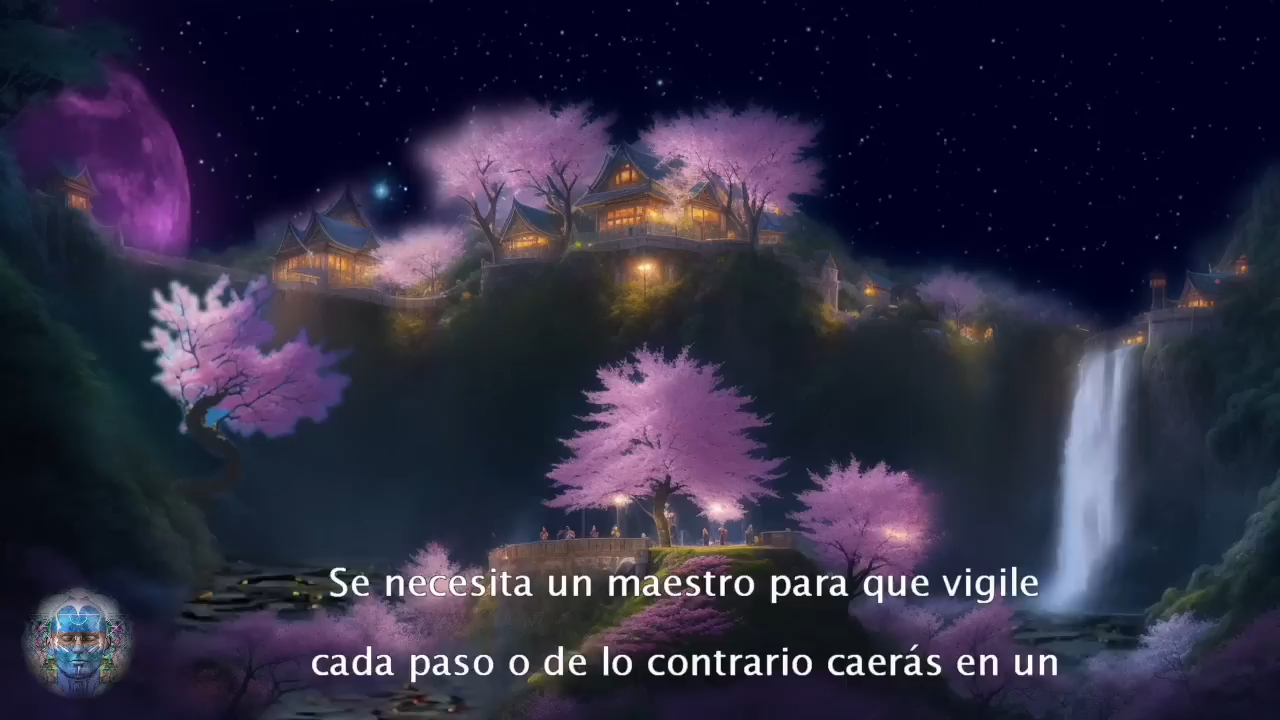 Se necesita un maestro para que vigile
cada paso o de lo contrario caerás en un